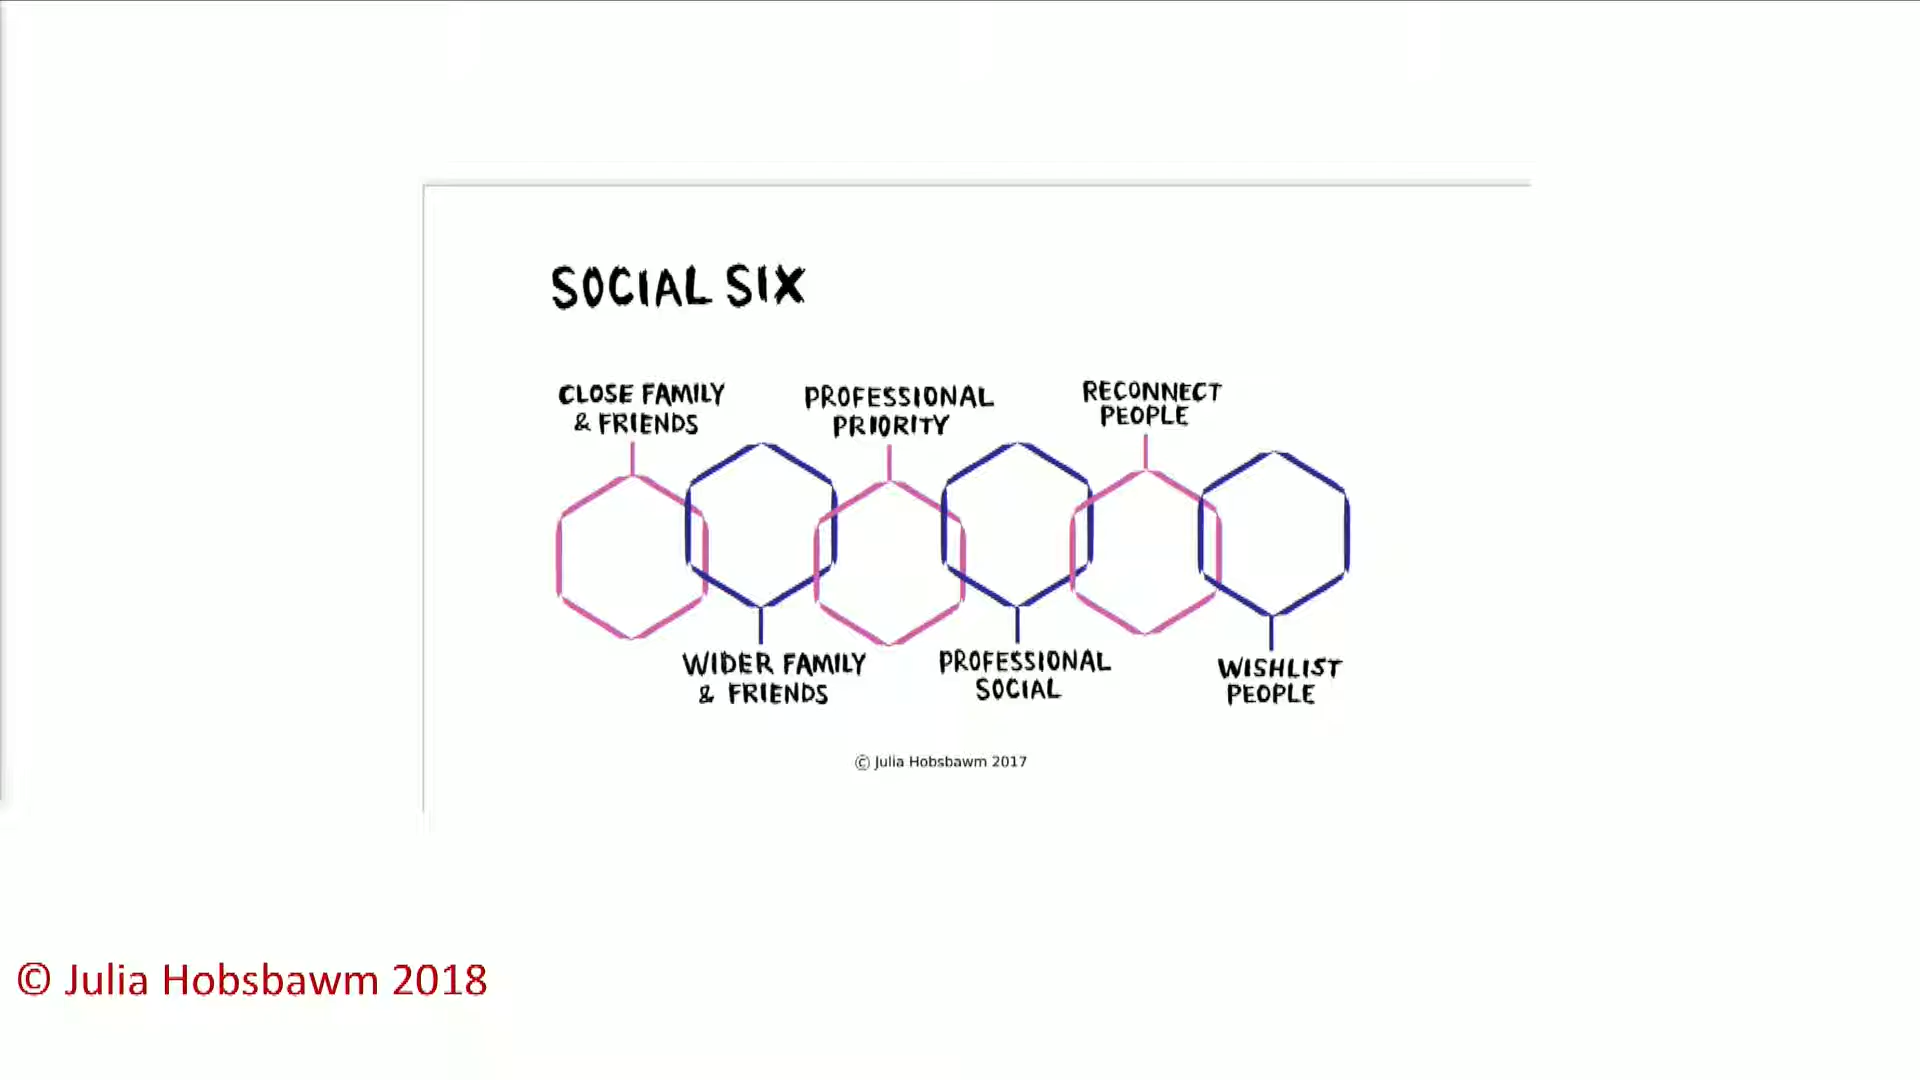 SOCIAL SIX
CLOSE FAMILY
& FRIENDS
PROFESSIONAL
PRIORITY
RECONNECT
PEOPLE
WIDER FAMILY
& FRIENDS
PROFESSIONAL
SOCIAL
WISHLIST
PEOPLE
© Julia Hobsbawm 2017
© Julia Hobsbawm 2018